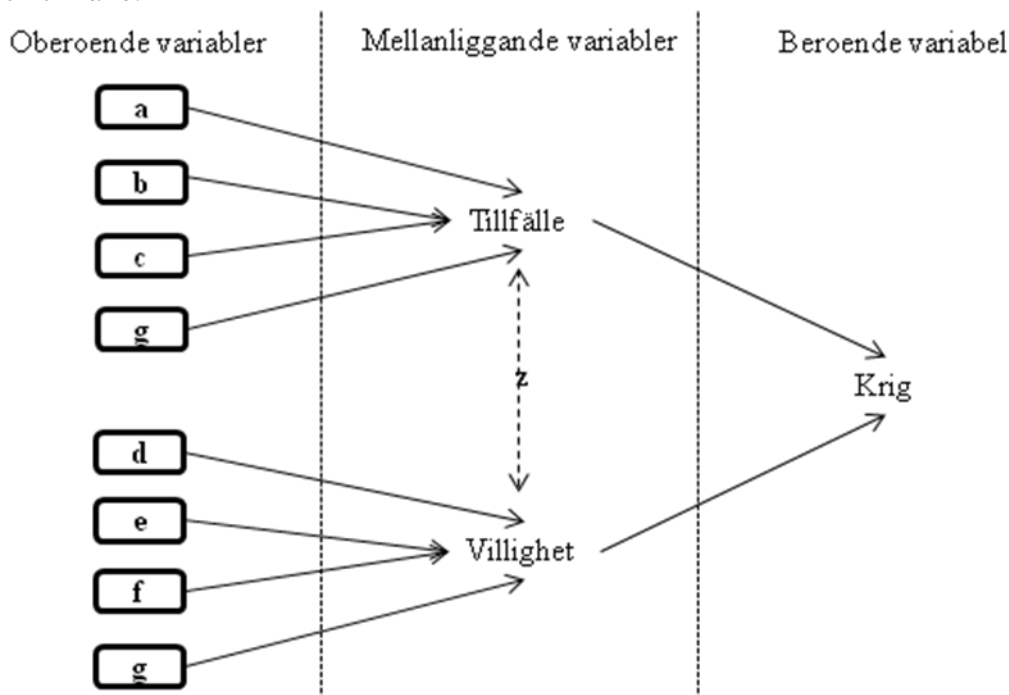 Oberoende variabler
Mellanliggande variabler
Beroende variabel
a
b
Tillfälle
c
g
z
Krig
d
e
Villighet
f
g